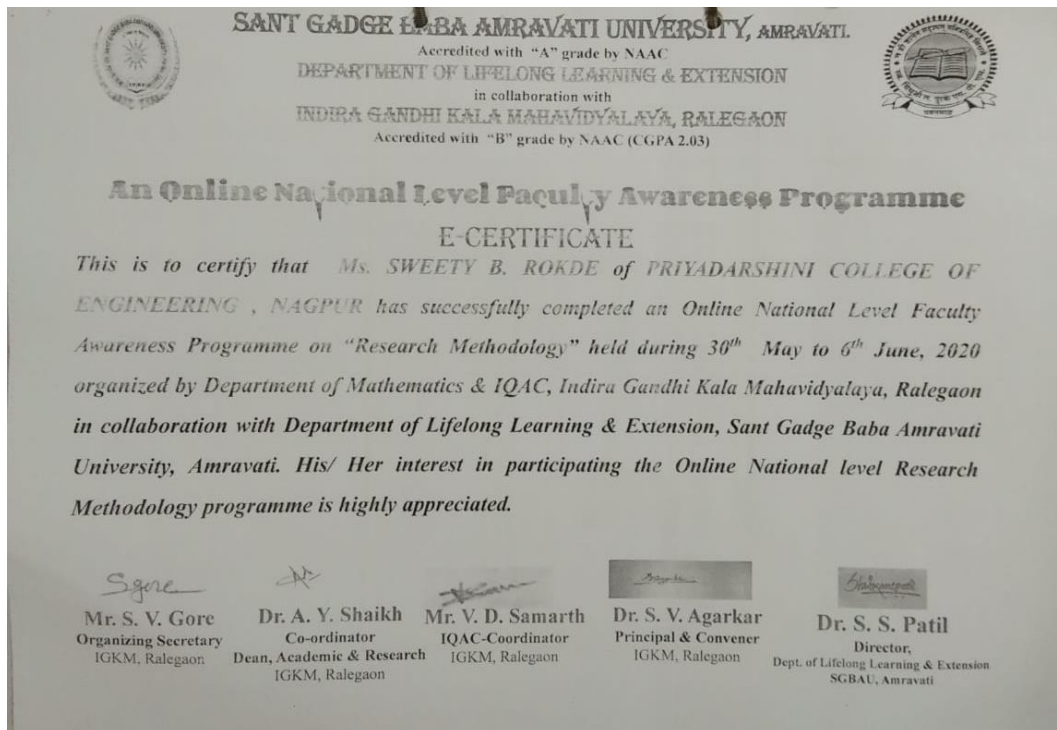 SANT GADGE BABA AMRAVATI UNIVERSITY, AMRAVATI.
Accredited with "A" grade by NAAC
DEPARTMENT OF LIFELONG LEARNING & EXTENSION
in collaboration with
INDIRA GANDHI KALA MAHAVIDYALAYA, RALEGAON
Accredited with "B" grade by NAAC (CGPA 2.03)
An Online National Level Faculty Awareness Programme
E-CERTIFICATE
This is to certify that Ms. SWEETY B. ROKDE of PRIYADARSHINI COLLEGE OF
ENGINEERING , NAGPUR has successfully completed an Online National Level Faculty
Awareness Programme on "Research Methodology" held during 30th May to 6th June, 2020
organized by Department of Mathematics & IQAC, Indira Gandhi Kala Mahavidyalaya, Ralegaon
in collaboration with Department of Lifelong Learning & Extension, Sant Gadge Baba Amravati
University, Amravati. His/ Her interest in participating the Online National level Research
Methodology programme is highly appreciated.
Sgore
Mr. S. V. Gore
Organizing Secretary
IGKM, Ralegaon
Dr. A. Y. Shaikh
Co-ordinator
Dean, Academic & Research
IGKM, Ralegaon
Mr. V. D. Samarth
IQAC-Coordinator
IGKM, Ralegaon
Dr. S. V. Agarkar
Principal & Convener
IGKM, Ralegaon
Dr. S. S. Patil
Director,
Dept. of Lifelong Learning & Extension
SGBAU, Amravati